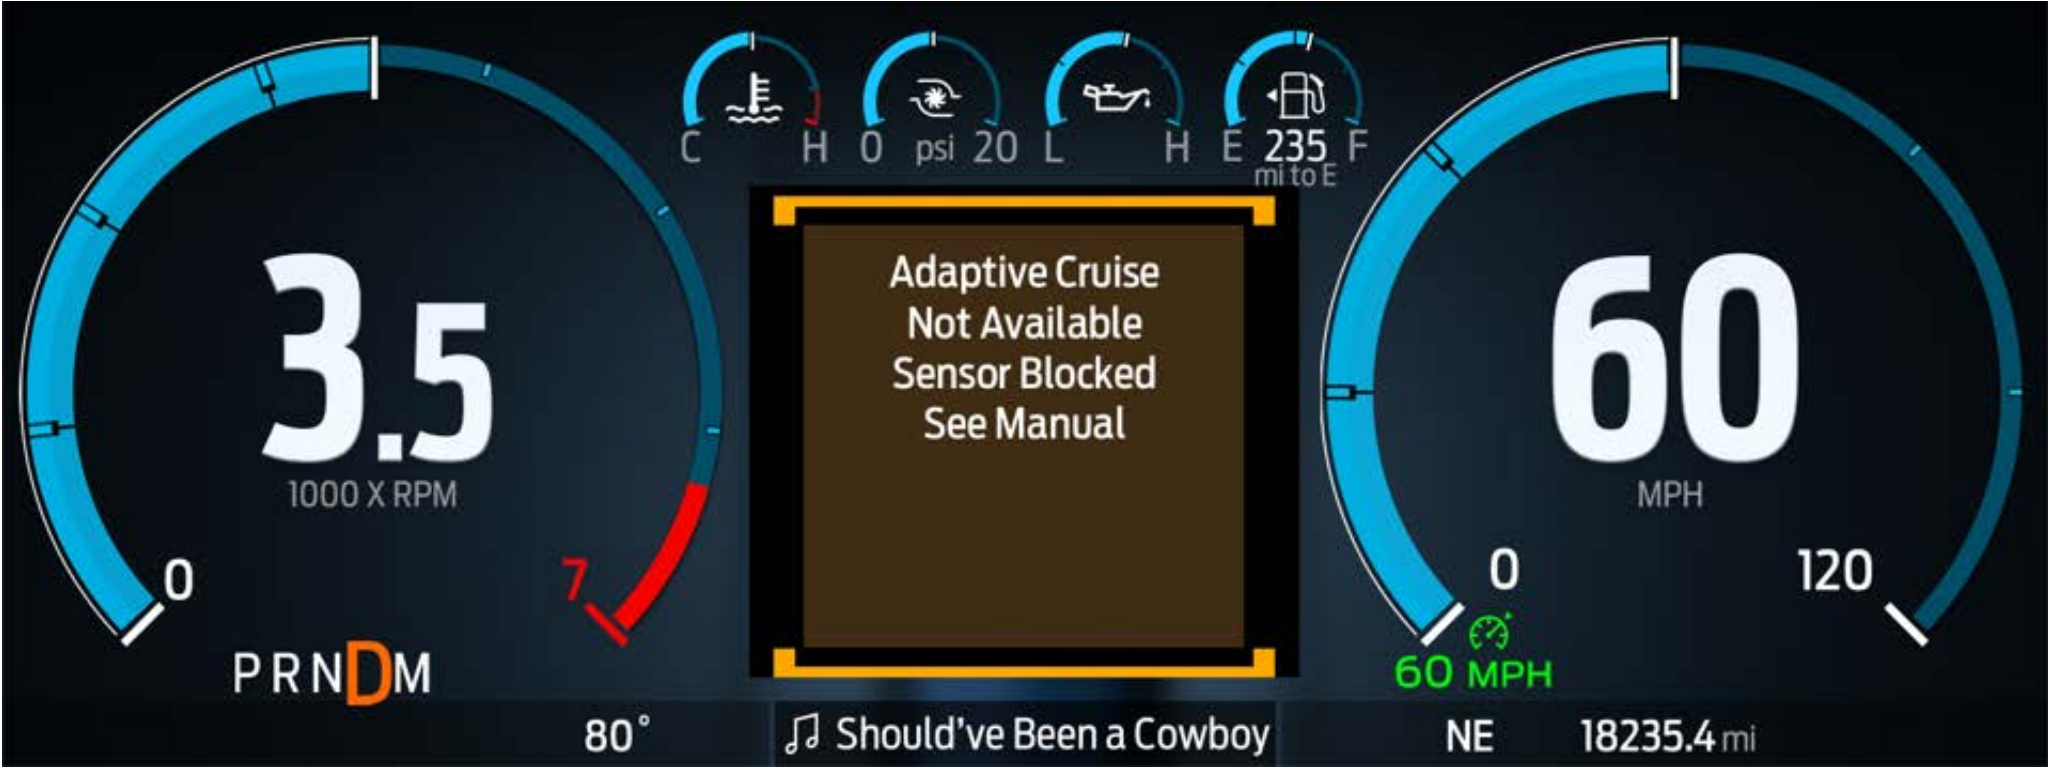 C H
0 psi 20
L H
E 235 F
mi to E
3.5
1000 X RPM
0
7
P R N D M
Adaptive Cruise
Not Available
Sensor Blocked
See Manual
60
MPH
0
120
60 MPH
80°
Should've Been a Cowboy
NE
18235.4 mi